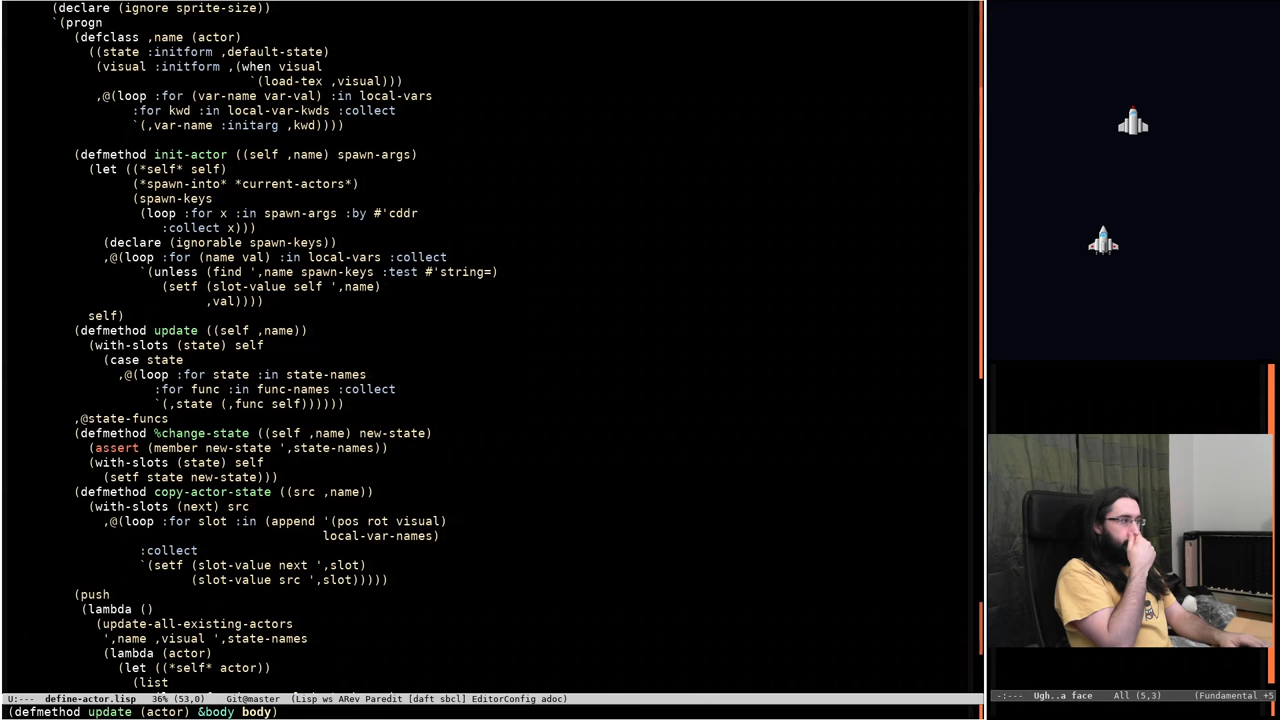 (declare (ignore sprite-size))
`(progn
(defclass ,name (actor)
((state :initform ,default-state)
(visual :initform ,(when visual
`(load-tex ,visual)))
,@(loop :for (var-name var-val) :in local-vars
:for kwd :in local-var-kwds :collect
`(,var-name :initarg ,kwd))))
(defmethod init-actor ((self ,name) spawn-args)
(let ((*self* self)
(*spawn-into* *current-actors*)
(spawn-keys
(loop :for x :in spawn-args :by #'cddr
:collect x)))
(declare (ignorable spawn-keys))
,@(loop :for (name val) :in local-vars :collect
`(unless (find ',name spawn-keys :test #'string=)
(setf (slot-value self ',name)
,val))))
self)
(defmethod update ((self ,name))
(with-slots (state) self
(case state
,@(loop :for state :in state-names
:for func :in func-names :collect
`(,state (,func self))))))
,@state-funcs
(defmethod %change-state ((self ,name) new-state)
(assert (member new-state ',state-names))
(with-slots (state) self
(setf state new-state)))
(defmethod copy-actor-state ((src ,name))
(with-slots (next) src
,@(loop :for slot :in (append '(pos rot visual)
local-var-names)
:collect
`(setf (slot-value next ',slot)
(slot-value src ',slot)))))
(push
(lambda ()
(update-all-existing-actors
',name ,visual ',state-names
(lambda (actor)
(let ((*self* actor))
(list
U:--- define-actor.lisp 36% (53,0) Git@master (Lisp ws ARev Paredit [daft sbcl] EditorConfig adoc)
(defmethod update (actor) &body body)
-:--- Ugh..a face All (5,3) (Fundamental +5